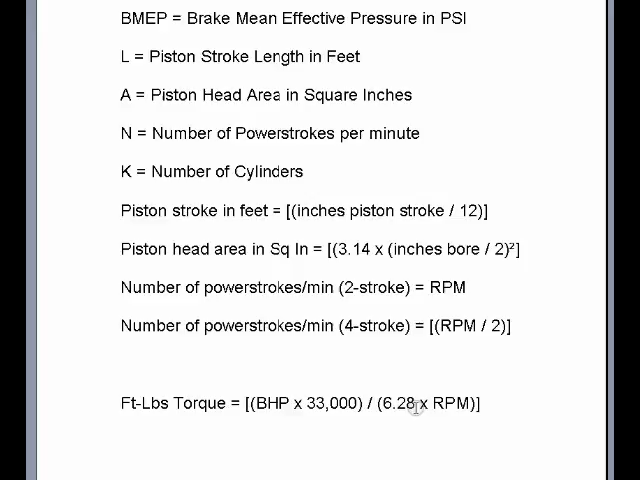 BMEP = Brake Mean Effective Pressure in PSI
L = Piston Stroke Length in Feet
A = Piston Head Area in Square Inches
N = Number of Powerstrokes per minute
K = Number of Cylinders
Piston stroke in feet = [(inches piston stroke / 12)]
Piston head area in Sq In = [(3.14 x (inches bore / 2)²]
Number of powerstrokes/min (2-stroke) = RPM
Number of powerstrokes/min (4-stroke) = [(RPM / 2)]
Ft-Lbs Torque = [(BHP x 33,000) / (6.28 x RPM)]